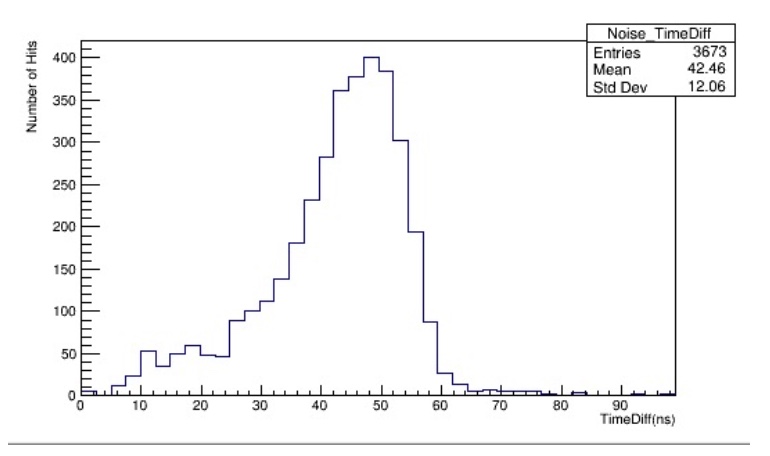 Noise_TimeDiff
Entries 3673
Mean 42.46
Std Dev 12.06
Number of Hits
400
350
300
250
200
150
100
50
0
0 10 20 30 40 50 60 70 80 90
TimeDiff(ns)